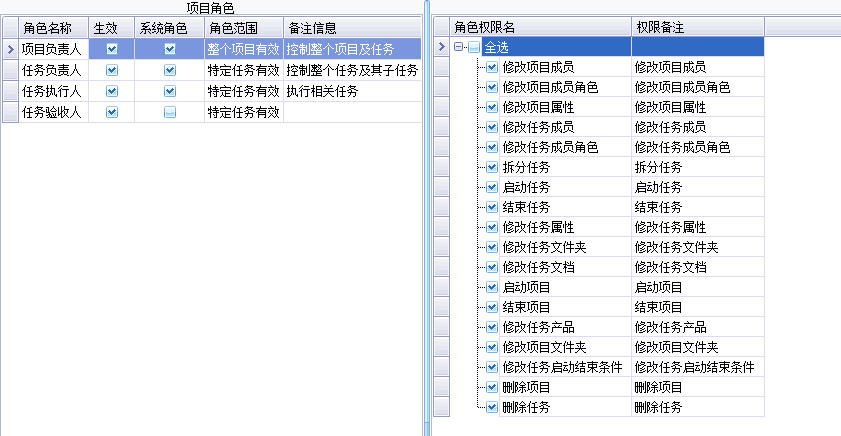 项目角色
角色名称 生效 系统角色 角色范围 备注信息
项目负责人 整个项目有效 控制整个项目及任务
任务负责人 特定任务有效 控制整个任务及其子任务
任务执行人 特定任务有效 执行相关任务
任务验收人 特定任务有效
角色权限名 权限备注
全选
修改项目成员 修改项目成员
修改项目成员角色 修改项目成员角色
修改项目属性 修改项目属性
修改任务成员 修改任务成员
修改任务成员角色 修改任务成员角色
拆分任务 拆分任务
启动任务 启动任务
结束任务 结束任务
修改任务属性 修改任务属性
修改任务文件夹 修改任务文件夹
修改任务文档 修改任务文档
启动项目 启动项目
结束项目 结束项目
修改任务产品 修改任务产品
修改项目文件夹 修改项目文件夹
修改任务启动结束条件 修改任务启动结束条件
删除项目 删除项目
删除任务 删除任务